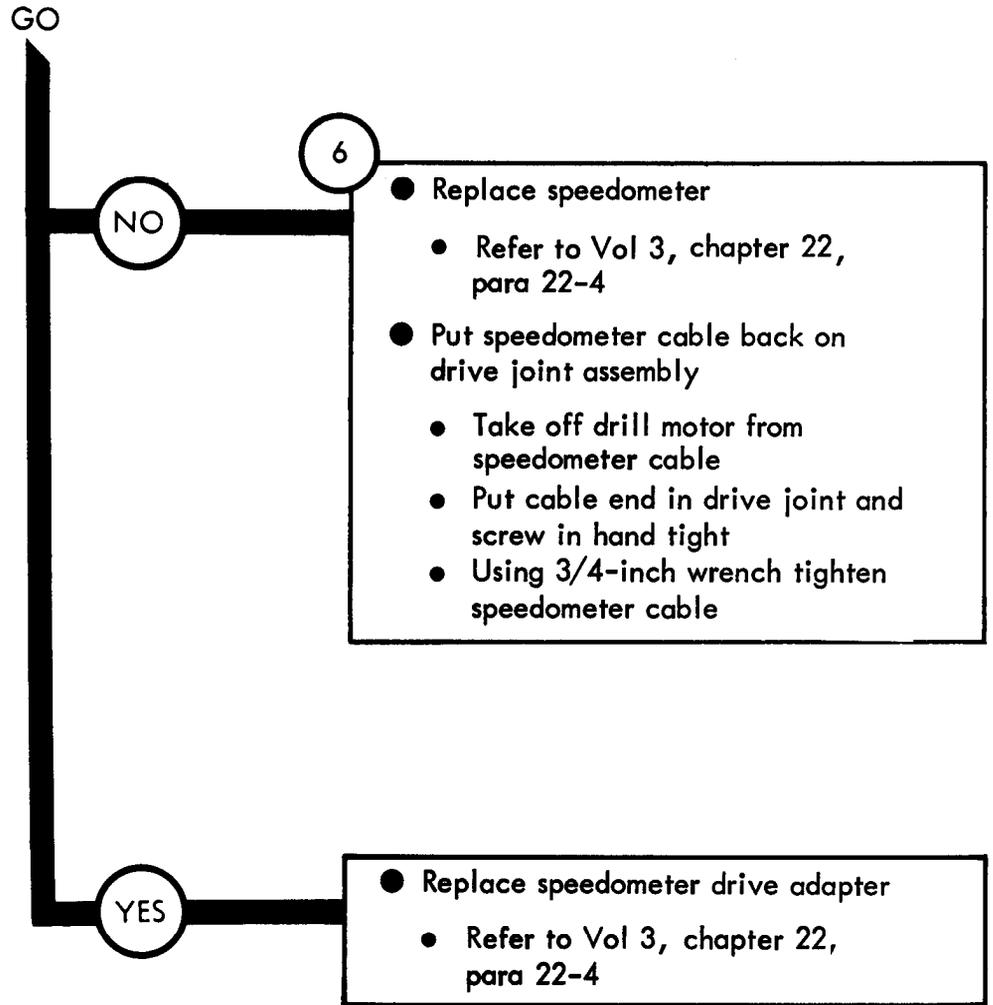 GO
6
NO
● Replace speedometer
● Refer to Vol 3, chapter 22,
para 22-4
● Put speedometer cable back on
drive joint assembly
● Take off drill motor from
speedometer cable
● Put cable end in drive joint and
screw in hand tight
● Using 3/4-inch wrench tighten
speedometer cable
YES
● Replace speedometer drive adapter
● Refer to Vol 3, chapter 22,
para 22-4